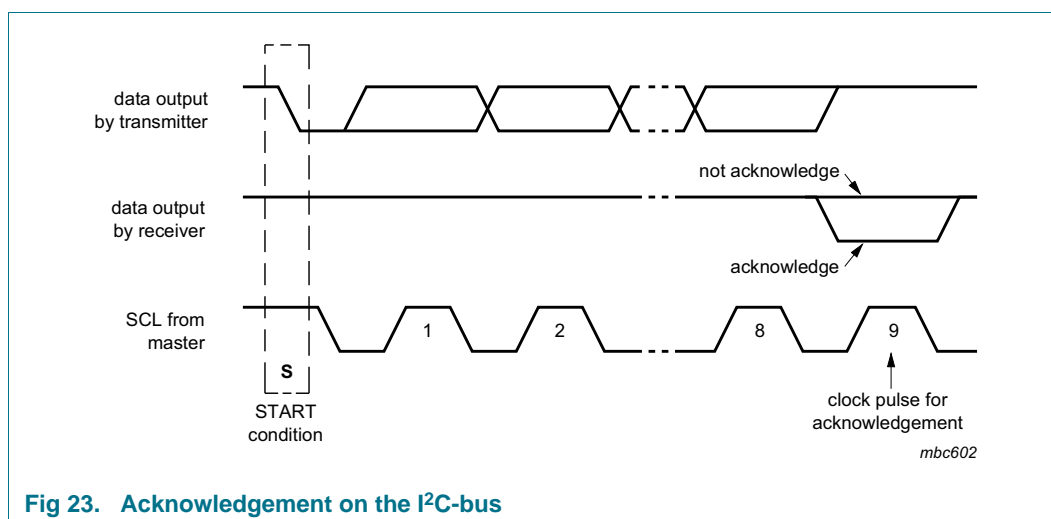 data output
by transmitter
not acknowledge
data output
by receiver
acknowledge
SCL from
master
1
2
8
9
S
START
condition
clock pulse for
acknowledgement
mbc602
Fig 23. Acknowledgement on the I²C-bus